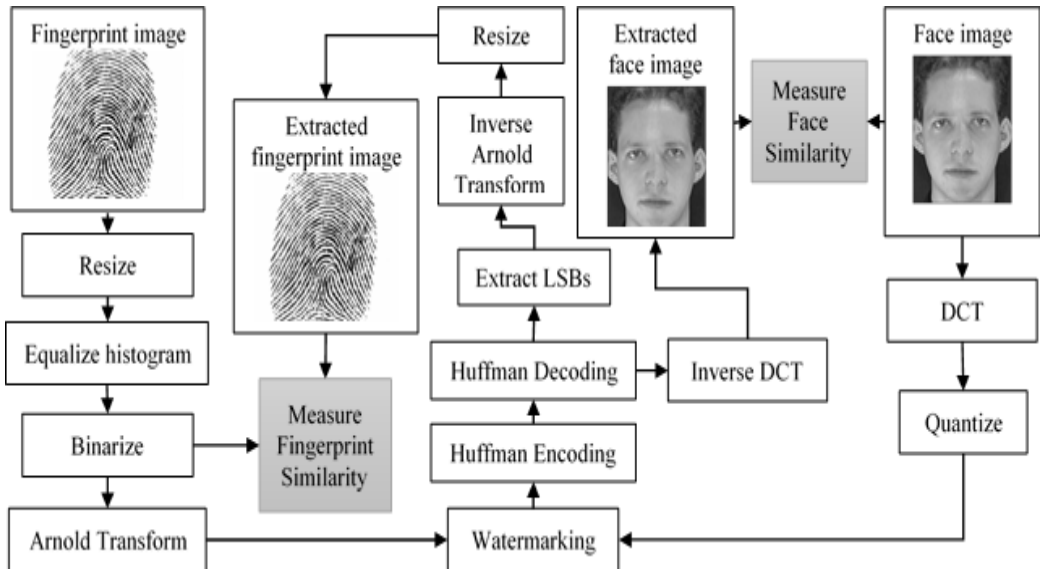 Fingerprint image
Resize
Equalize histogram
Binarize
Arnold Transform
Extracted
fingerprint image
Measure
Fingerprint
Similarity
Resize
Inverse
Arnold
Transform
Extract LSBs
Huffman Decoding
Huffman Encoding
Watermarking
Inverse DCT
Extracted
face image
Measure
Face
Similarity
Face image
DCT
Quantize